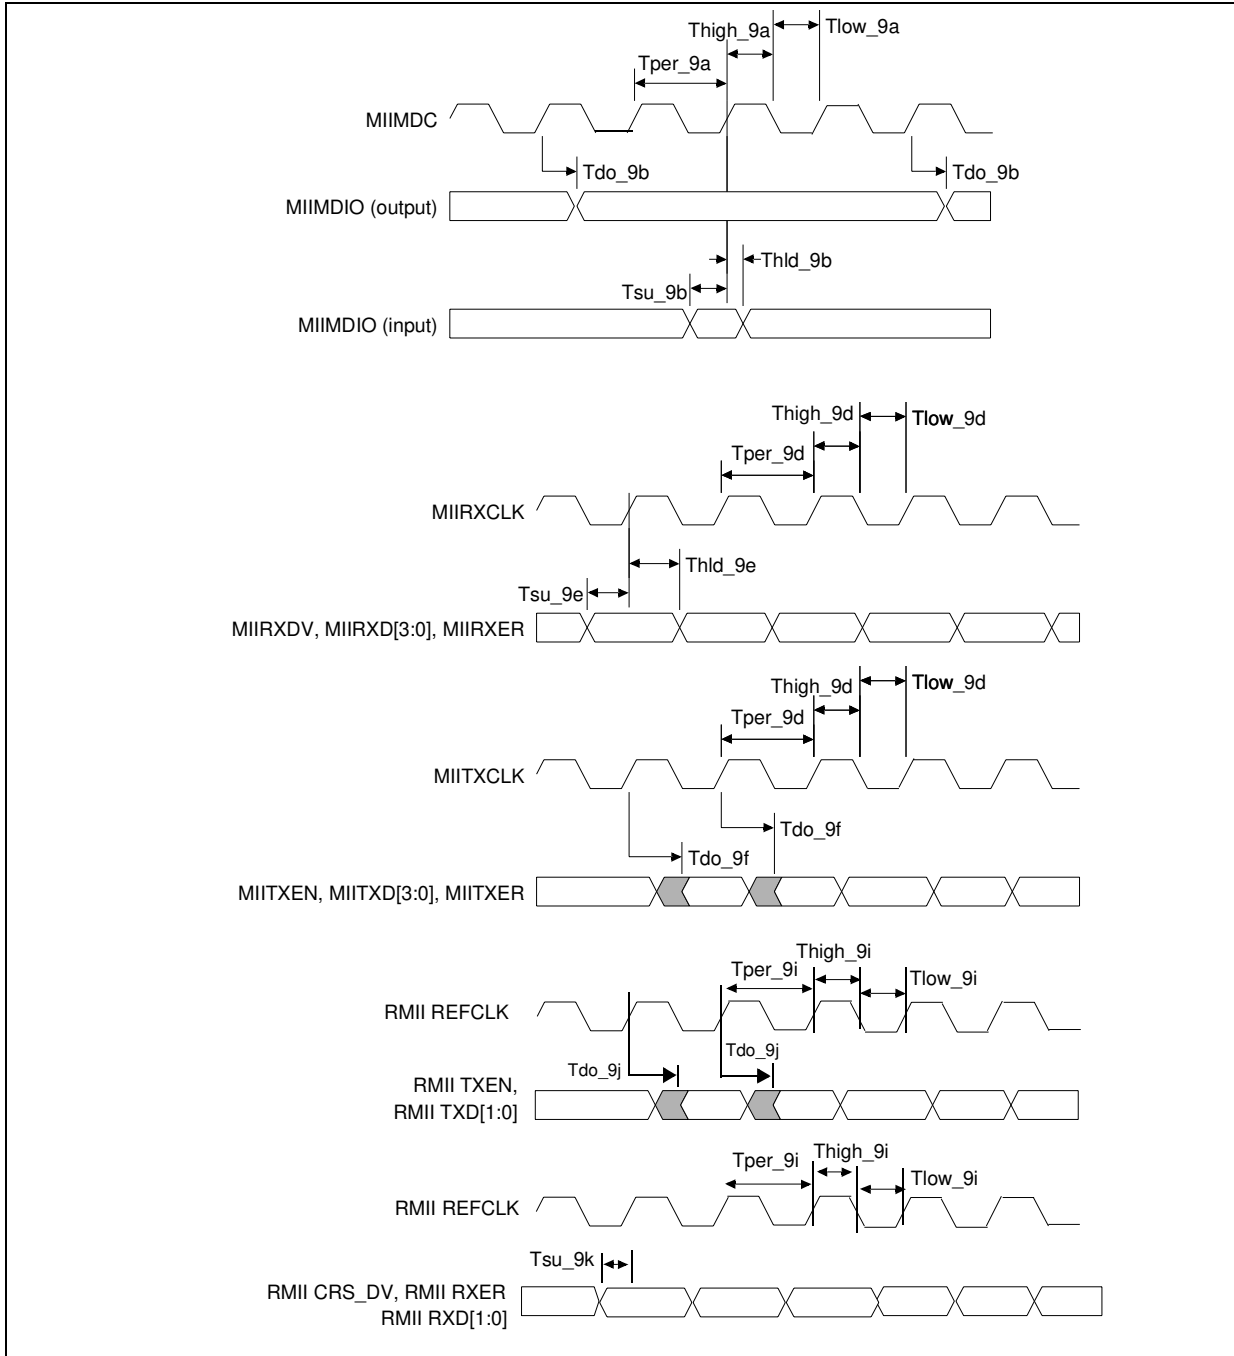 Thigh_9a
Tlow_9a
Tper_9a
MIIMDC
Tdo_9b
Tdo_9b
MIIMDIO (output)
Thld_9b
Tsu_9b
MIIMDIO (input)
Thigh_9d
Tlow_9d
Tper_9d
MIIRXCLK
Thld_9e
Tsu_9e
MIIRXDV, MIIRXD[3:0], MIIRXER
Thigh_9d
Tlow_9d
Tper_9d
MIITXCLK
Tdo_9f
Tdo_9f
MIITXEN, MIITXD[3:0], MIITXER
Thigh_9i
Tper_9i
Tlow_9i
RMII REFCLK
Tdo_9j
Tdo_9j
RMII TXEN,
RMII TXD[1:0]
Thigh_9i
Tper_9i
Tlow_9i
RMII REFCLK
Tsu_9k
RMII CRS_DV, RMII RXER
RMII RXD[1:0]